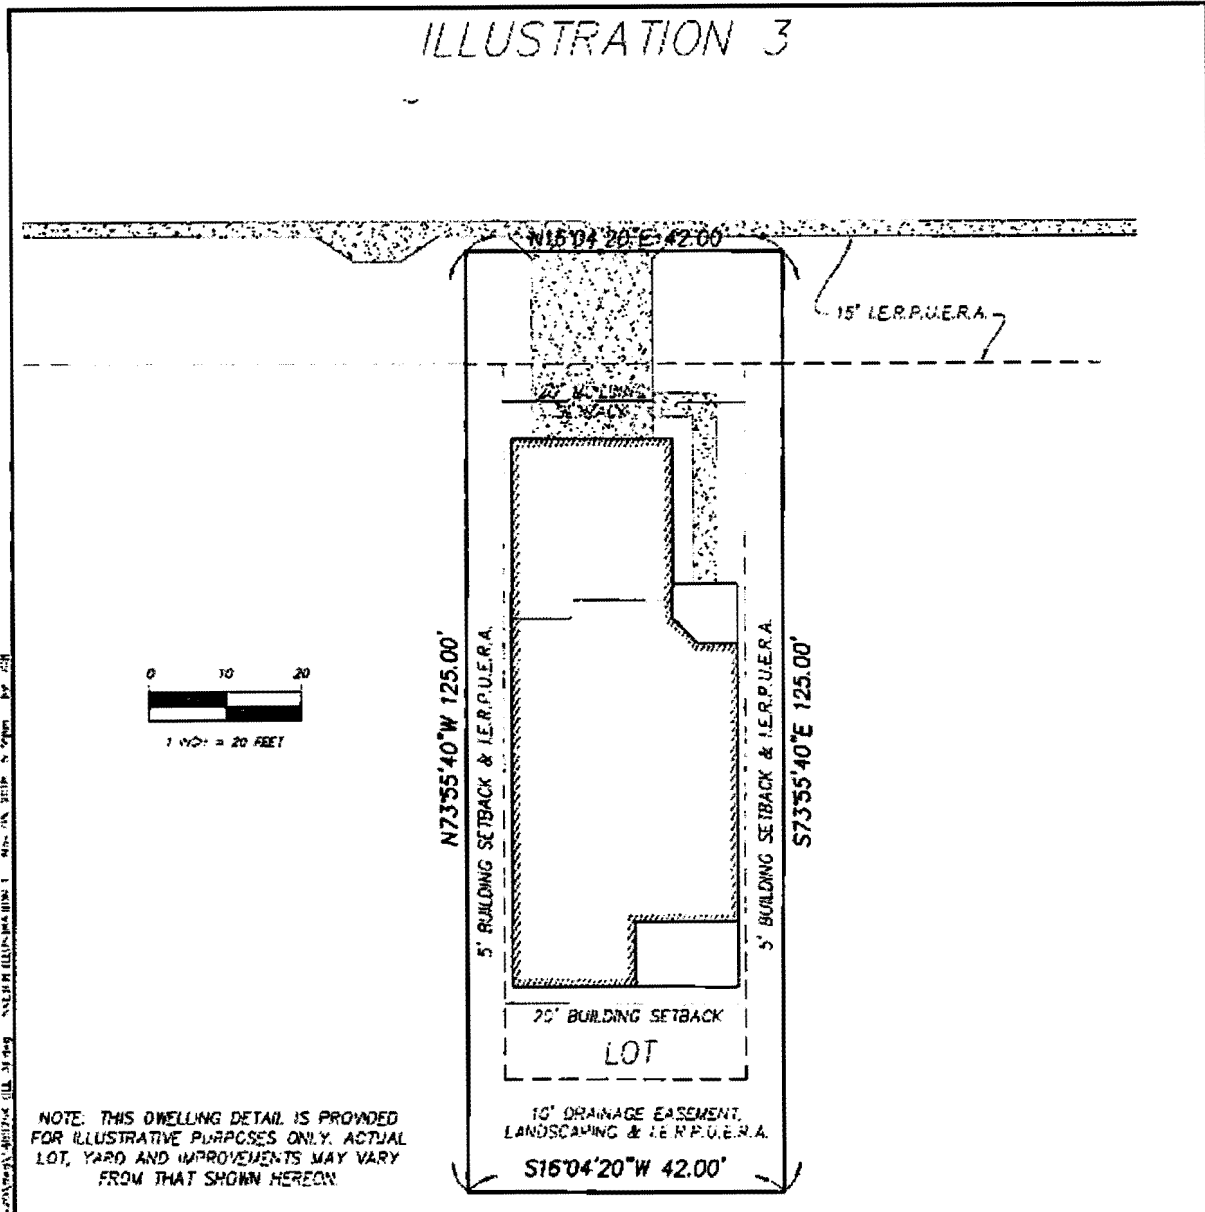 ILLUSTRATION 3
N16°04'20"E 42.00'
15' I.E.R.P.U.E.R.A.
20' BUILDING
SETBACK
N73°55'40"W 125.00'
5' BUILDING SETBACK & I.E.R.P.U.E.R.A.
5' BUILDING SETBACK & I.E.R.P.U.E.R.A.
S73°55'40"E 125.00'
0 10 20
1 INCH = 20 FEET
20' BUILDING SETBACK
LOT
10' DRAINAGE EASEMENT,
LANDSCAPING & I.E.R.P.U.E.R.A.
S16°04'20"W 42.00'
NOTE: THIS DWELLING DETAIL IS PROVIDED
FOR ILLUSTRATIVE PURPOSES ONLY. ACTUAL
LOT, YARD AND IMPROVEMENTS MAY VARY
FROM THAT SHOWN HEREON.